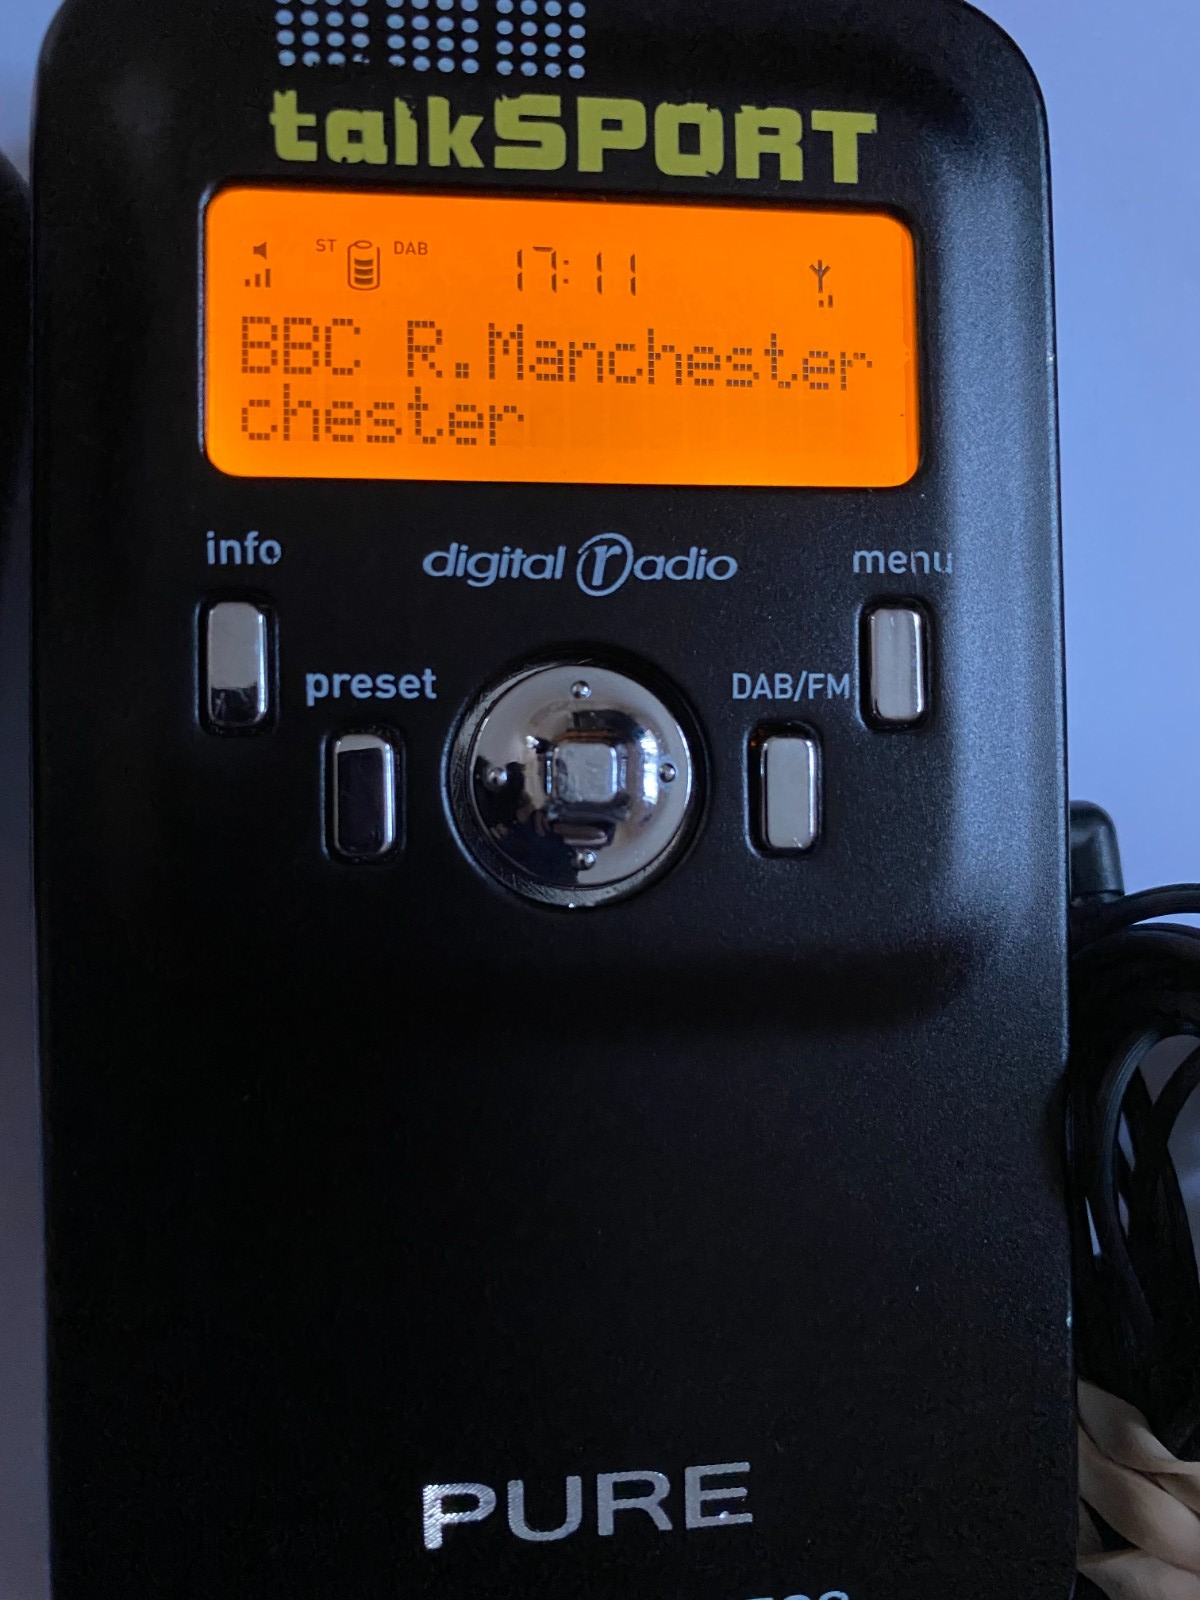 talkSPORT
ST DAB 17:11
BBC R.Manchester
chester
info
digital radio
menu
preset
DAB/FM
PURE